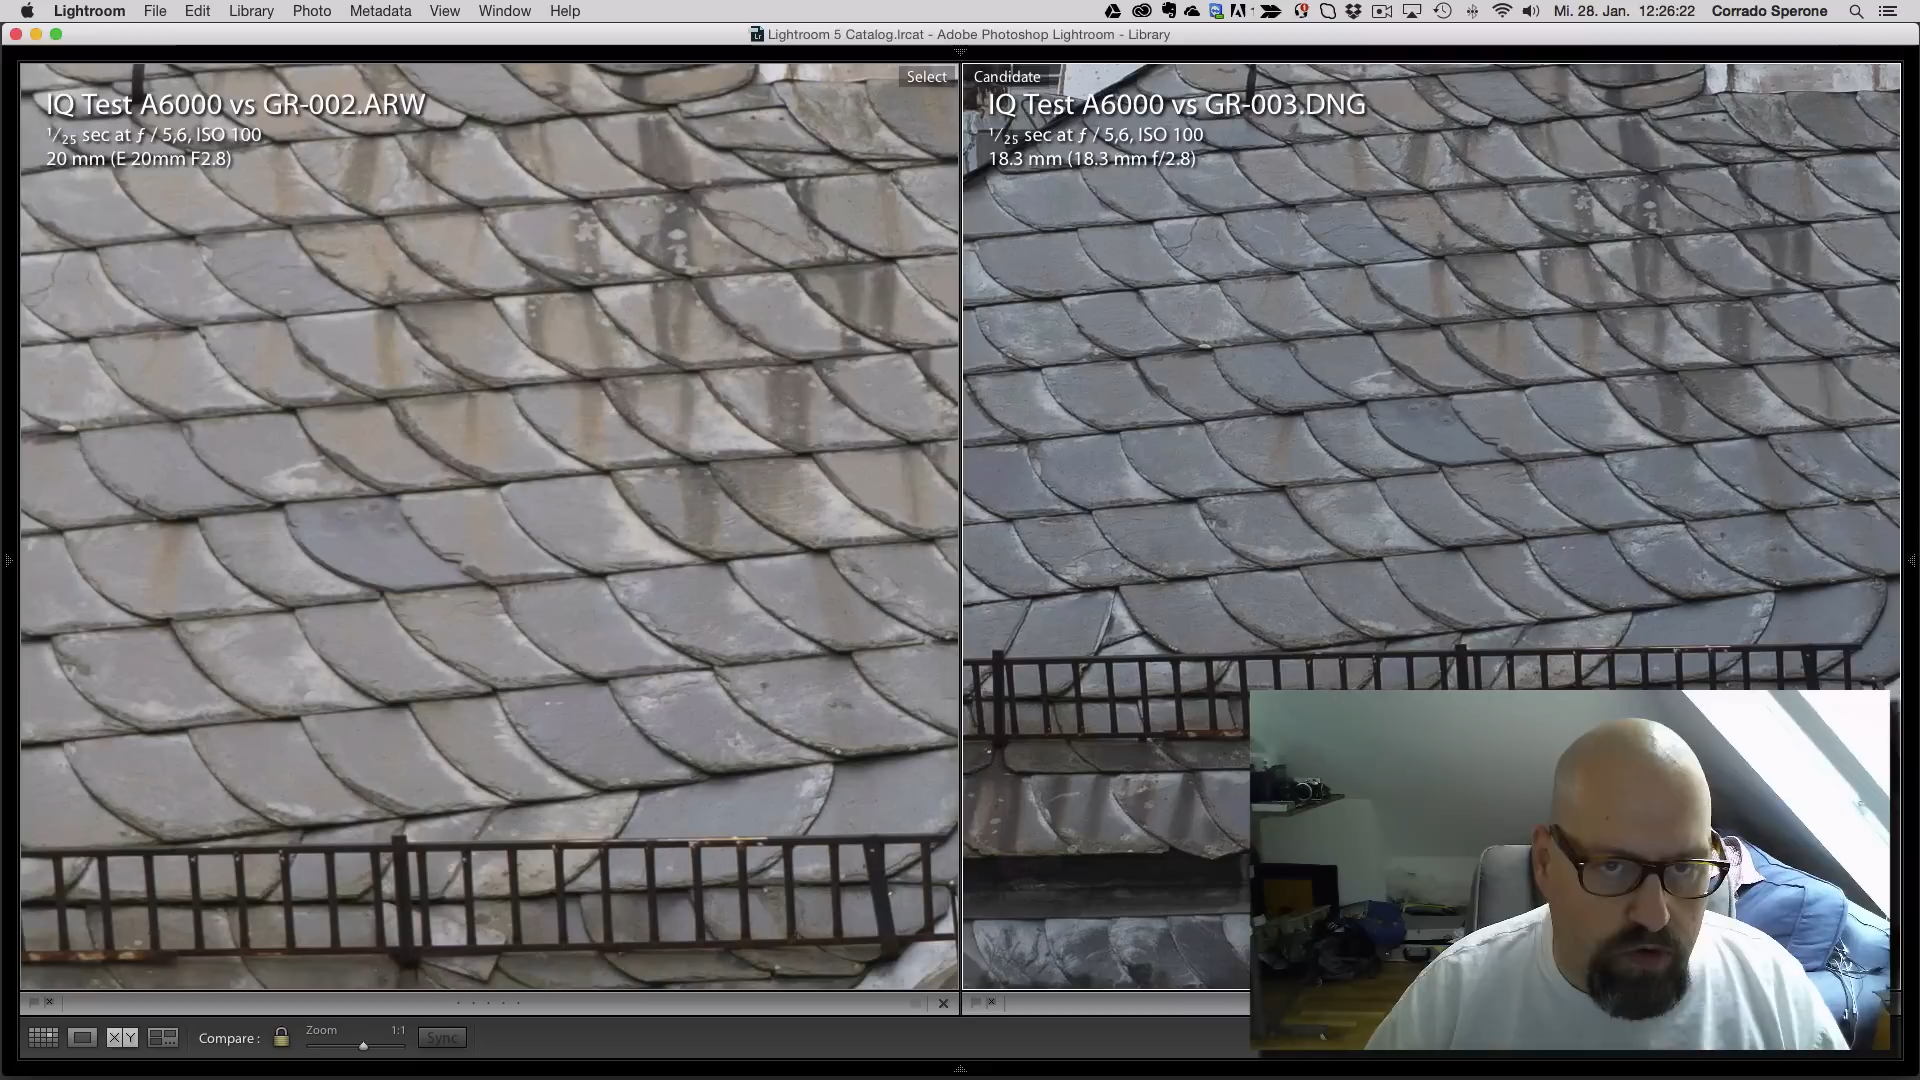 Lightroom File Edit Library Photo Metadata View Window Help
Mi. 28. Jan. 12:26:22 Corrado Sperone
Lightroom 5 Catalog.lrcat - Adobe Photoshop Lightroom - Library
Select
IQ Test A6000 vs GR-002.ARW
1/25 sec at ƒ / 5,6, ISO 100
20 mm (E 20mm F2.8)
Candidate
IQ Test A6000 vs GR-003.DNG
1/25 sec at ƒ / 5,6, ISO 100
18.3 mm (18.3 mm f/2.8)
XY Compare : Zoom 1:1 Sync